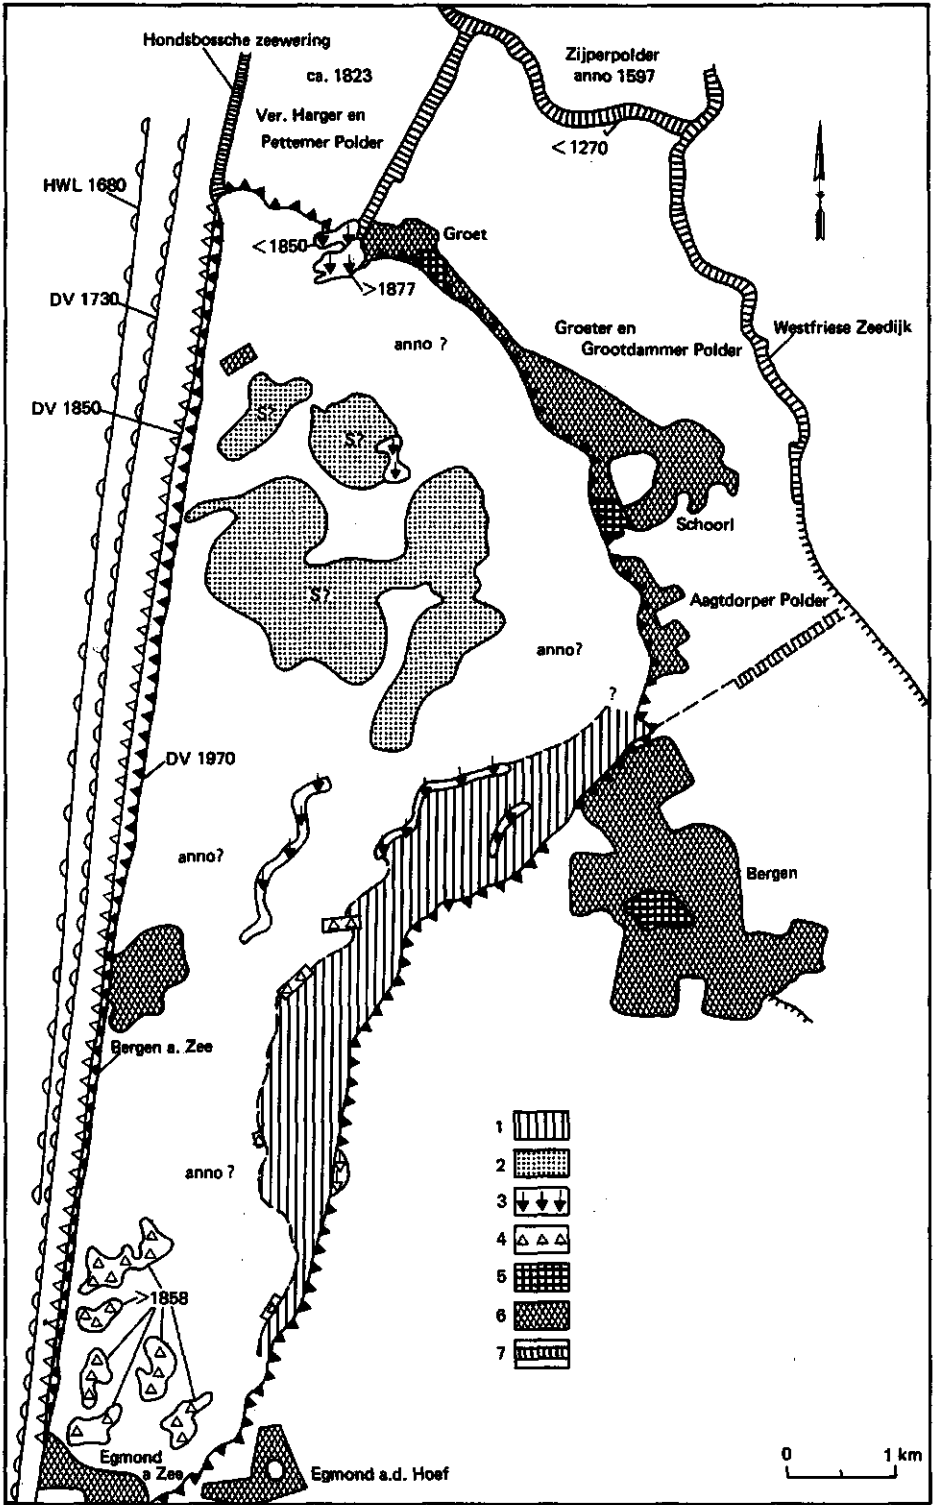 Hondsbossche zeewering
ca. 1823
Ver. Harger en
Pettemer Polder
Zijperpolder
anno 1597
<1270
HWL 1680
<1850
Groet
>1877
DV 1730
anno ?
Groeter en
Grootdammer Polder
Westfriese Zeedijk
DV 1850
S?
S?
Schoorl
S?
Aagtdorper Polder
anno?
?
DV 1970
anno?
Bergen
Bergen a. Zee
1
2
3
4
5
6
7
anno ?
>1858
Egmond
a Zee
Egmond a.d. Hoef
0
1 km